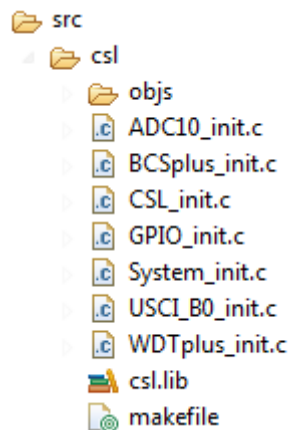 src
csl
objs
ADC10_init.c
BCSplus_init.c
CSL_init.c
GPIO_init.c
System_init.c
USCI_B0_init.c
WDTplus_init.c
csl.lib
makefile